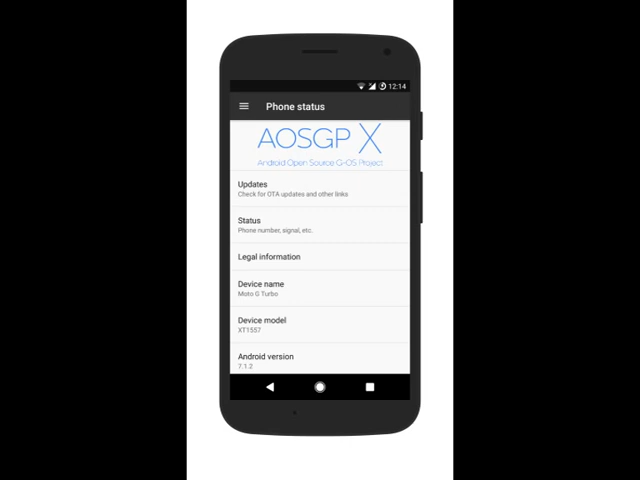 12:14
Phone status
AOSGP X
Android Open Source G-OS Project
Updates
Check for OTA updates and other links
Status
Phone number, signal, etc.
Legal information
Device name
Moto G Turbo
Device model
XT1557
Android version
7.1.2